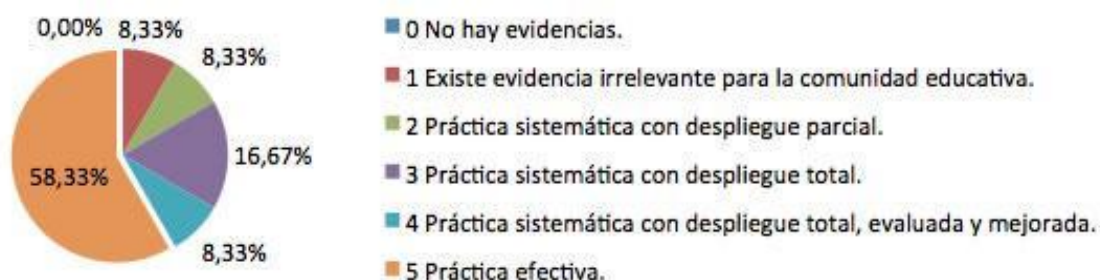 0,00% 8,33%
8,33%
16,67%
58,33%
8,33%
0 No hay evidencias.
1 Existe evidencia irrelevante para la comunidad educativa.
2 Práctica sistemática con despliegue parcial.
3 Práctica sistemática con despliegue total.
4 Práctica sistemática con despliegue total, evaluada y mejorada.
5 Práctica efectiva.